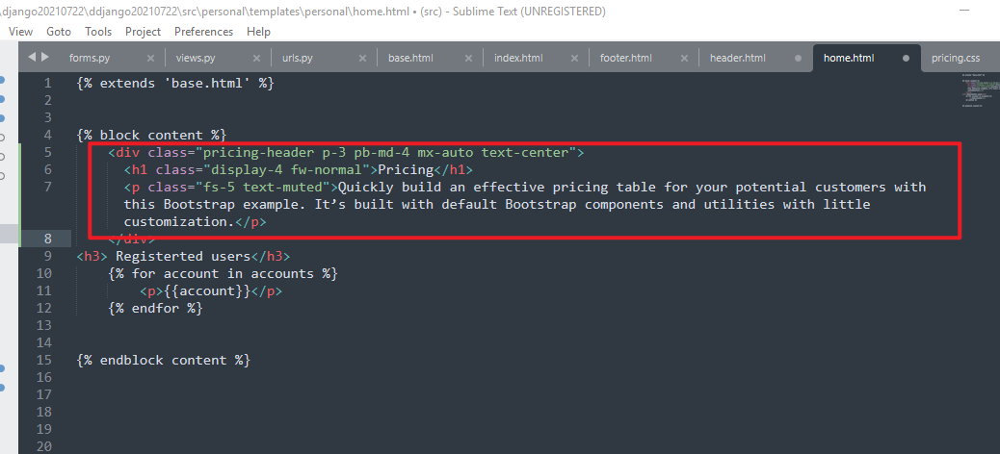 \django20210722\ddjango20210722\src\personal\templates\personal\home.html • (src) - Sublime Text (UNREGISTERED)
View Goto Tools Project Preferences Help
forms.py × views.py × urls.py × base.html × index.html × footer.html × header.html • home.html • pricing.css
1 {% extends 'base.html' %}
2
3
4 {% block content %}
5 <div class="pricing-header p-3 pb-md-4 mx-auto text-center">
6 <h1 class="display-4 fw-normal">Pricing</h1>
7 <p class="fs-5 text-muted">Quickly build an effective pricing table for your potential customers with
this Bootstrap example. It’s built with default Bootstrap components and utilities with little
customization.</p>
8 </div>
9 <h3> Registerted users</h3>
10 {% for account in accounts %}
11 <p>{{account}}</p>
12 {% endfor %}
13
14
15 {% endblock content %}
16
17
18
19
20